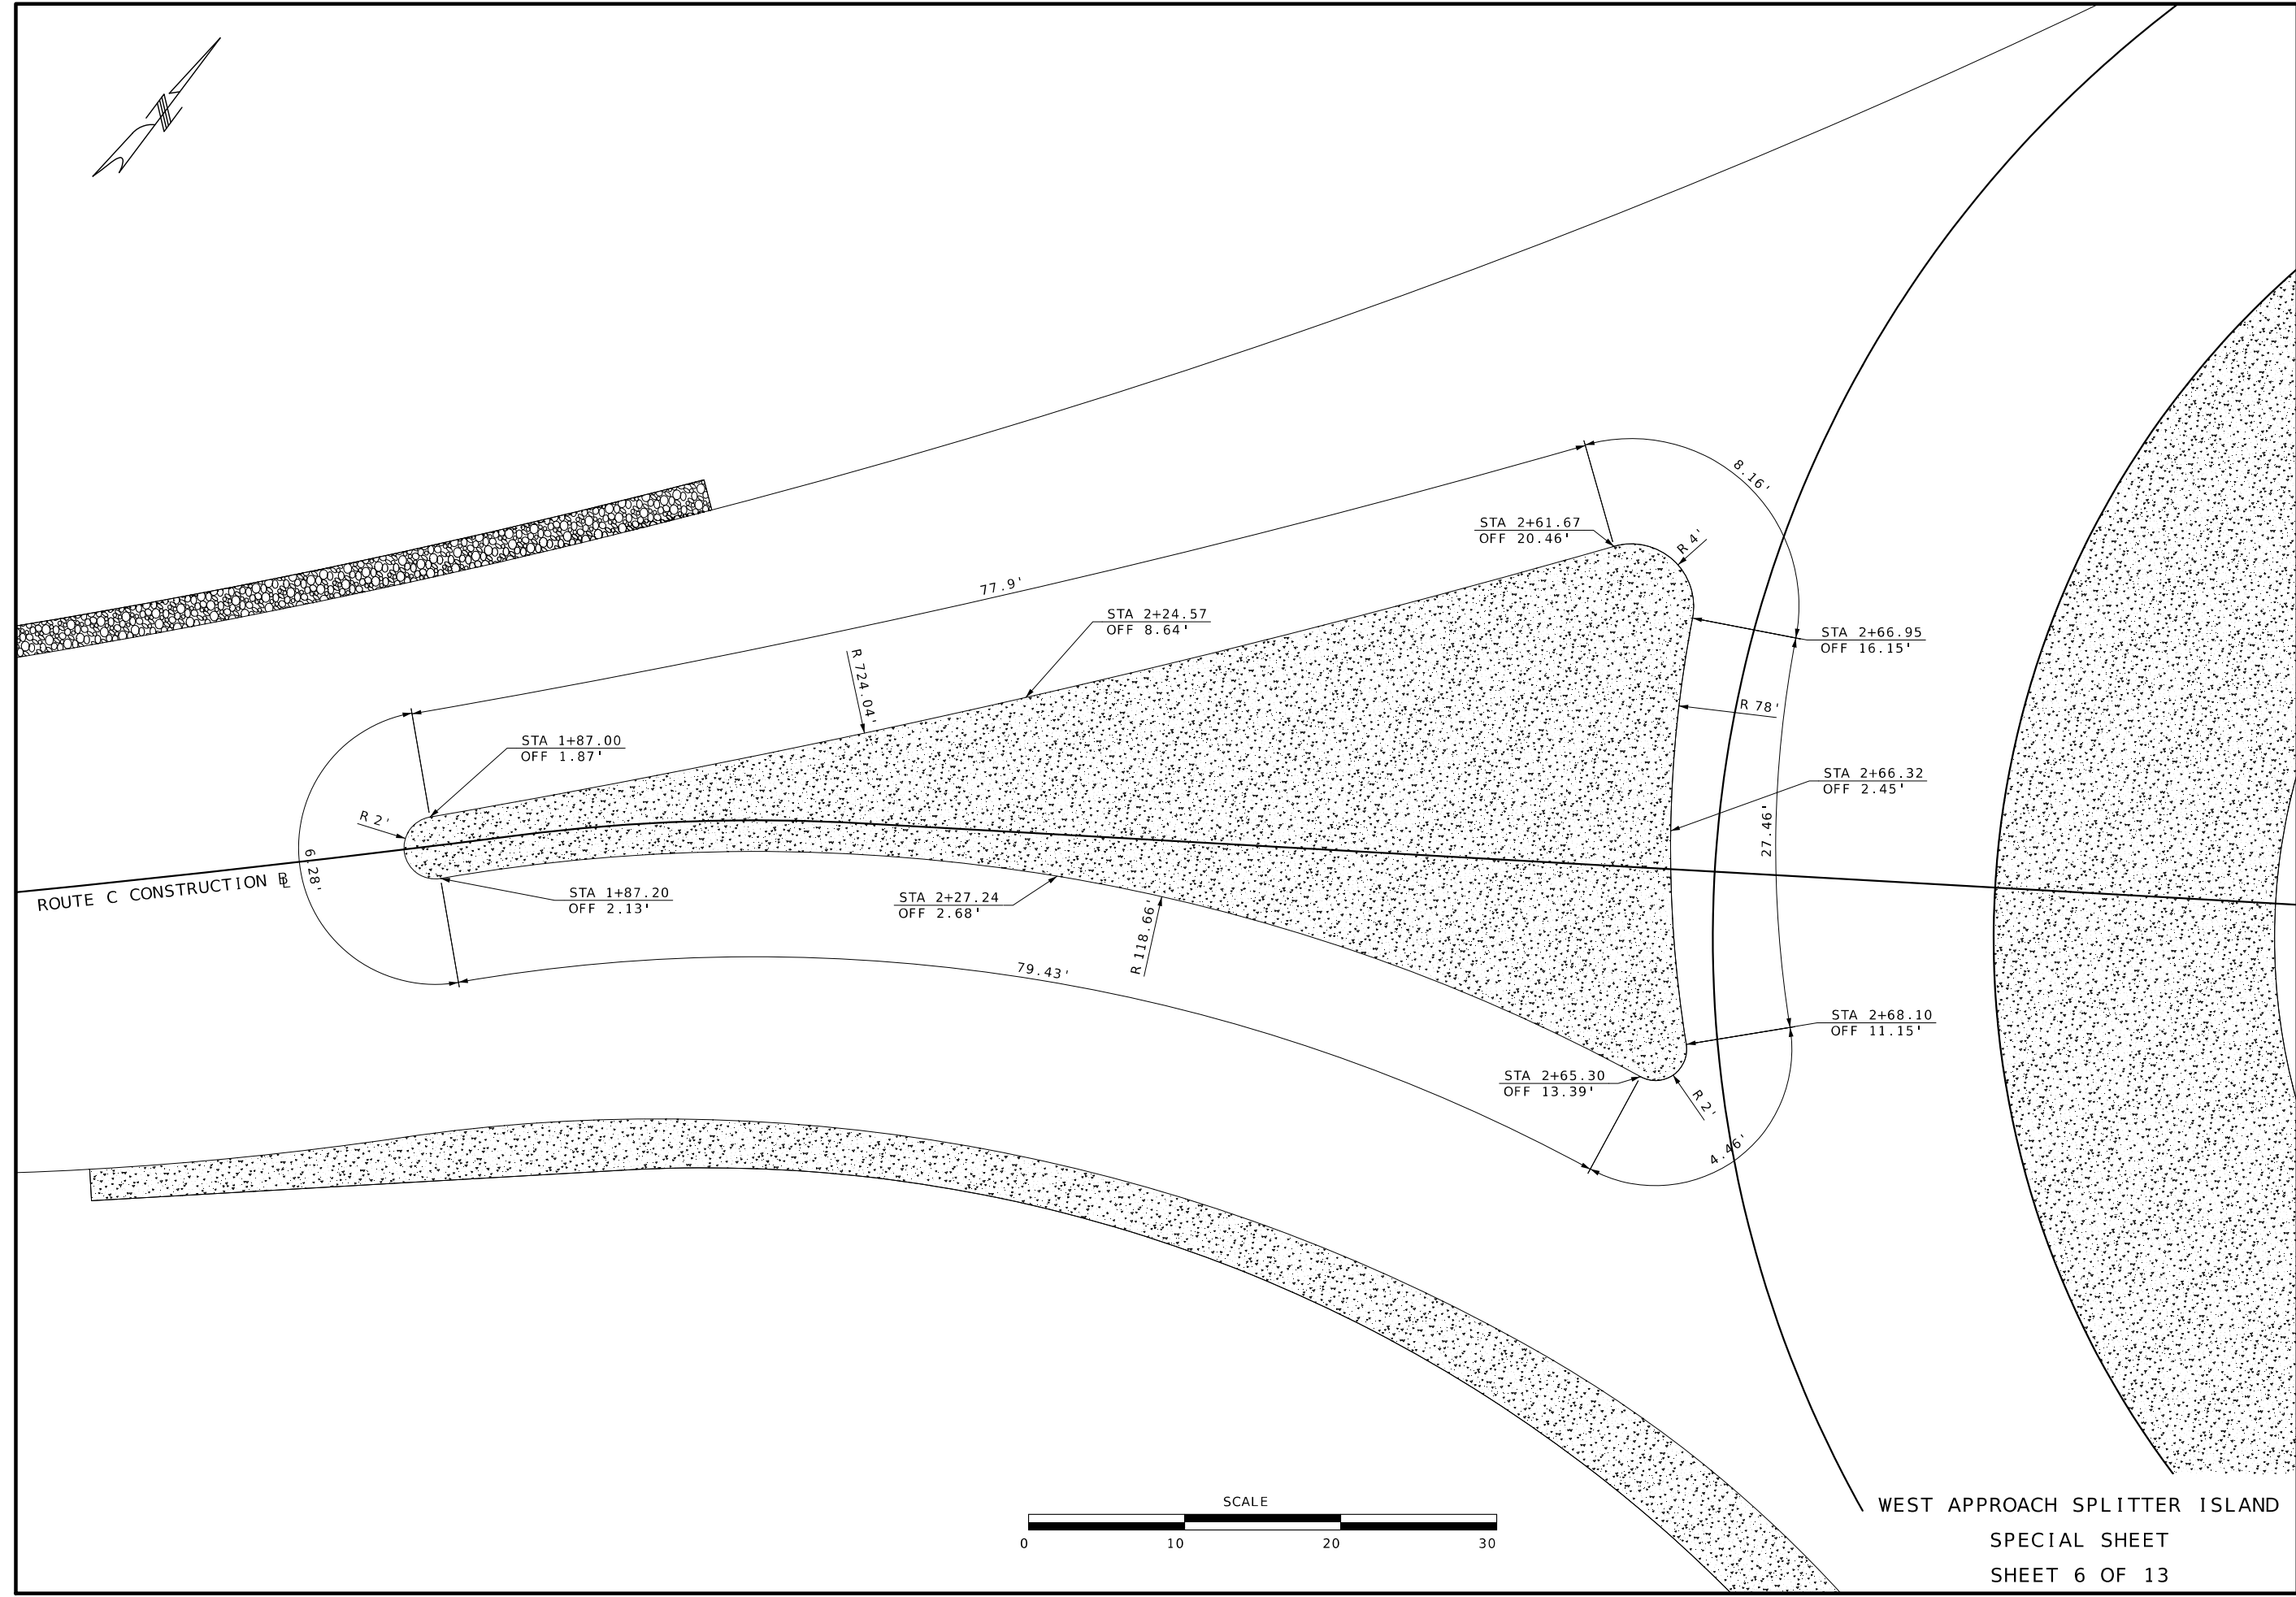 8.16'
STA 2+61.67
OFF 20.46'
R 4'
77.9'
STA 2+24.57
OFF 8.64'
STA 2+66.95
OFF 16.15'
R 724.04'
R 78'
STA 1+87.00
OFF 1.87'
STA 2+66.32
OFF 2.45'
R 2'
27.46'
6.28'
ROUTE C CONSTRUCTION BL
STA 1+87.20
OFF 2.13'
STA 2+27.24
OFF 2.68'
R 118.66'
79.43'
STA 2+68.10
OFF 11.15'
STA 2+65.30
OFF 13.39'
R 2'
4.46'
SCALE
0 10 20 30
WEST APPROACH SPLITTER ISLAND
SPECIAL SHEET
SHEET 6 OF 13